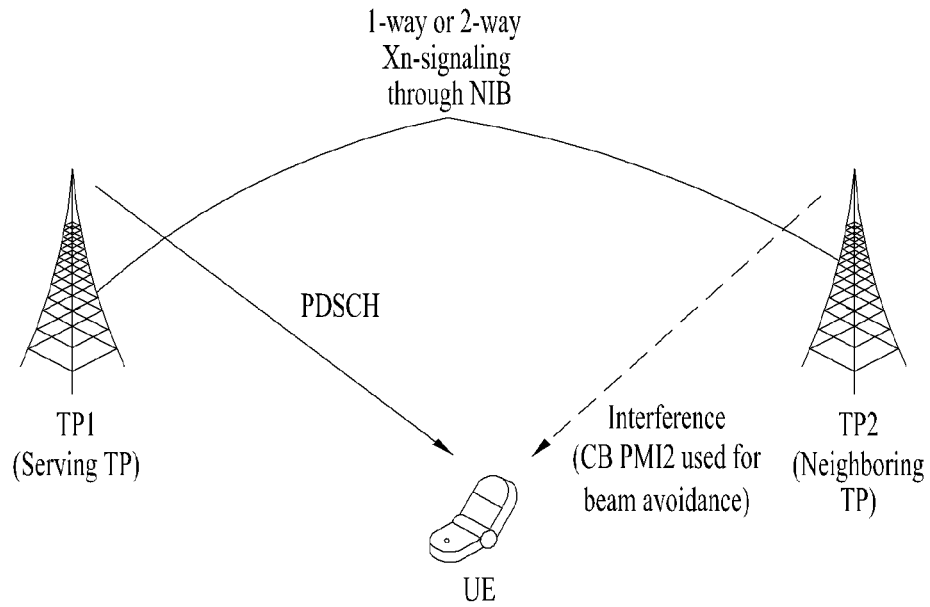 1-way or 2-way
Xn-signaling
through NIB
PDSCH
TP1
(Serving TP)
Interference
(CB PMI2 used for
beam avoidance)
TP2
(Neighboring
TP)
UE